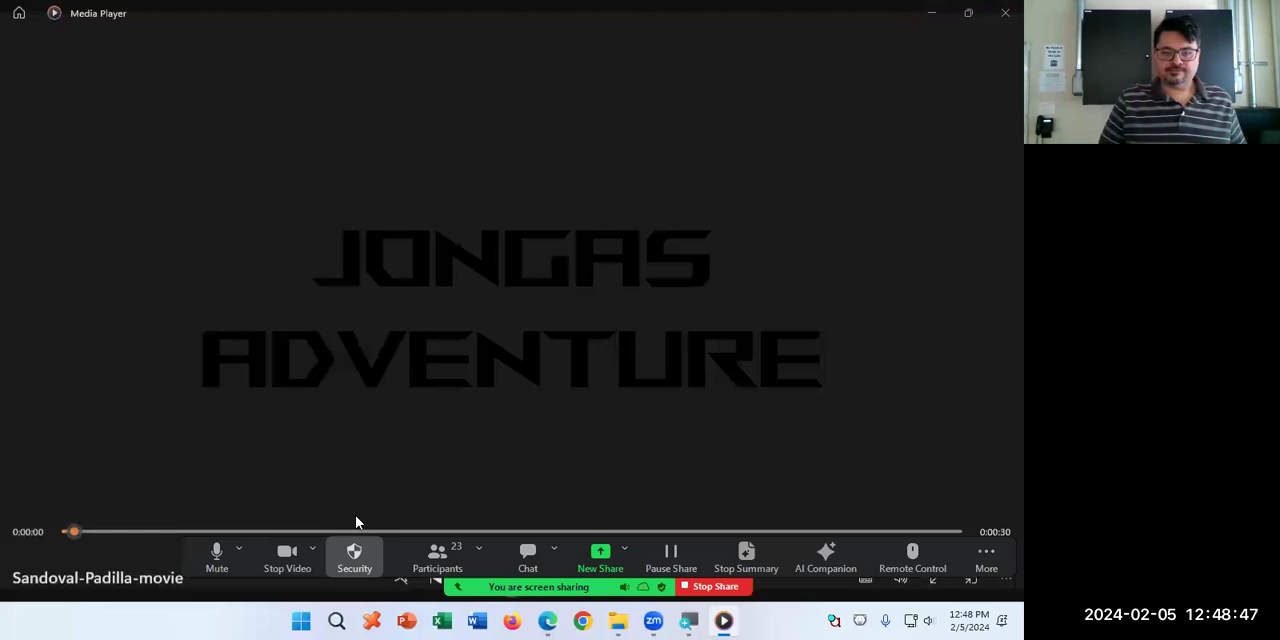 Media Player
JONGAS
ADVENTURE
0:00:00
0:00:30
23
Mute
Stop Video
Security
Participants
Chat
New Share
Pause Share
Stop Summary
AI Companion
Remote Control
More
Sandoval-Padilla-movie
You are screen sharing
Stop Share
zm
12:48 PM
2/5/2024
2024-02-05 12:48:47